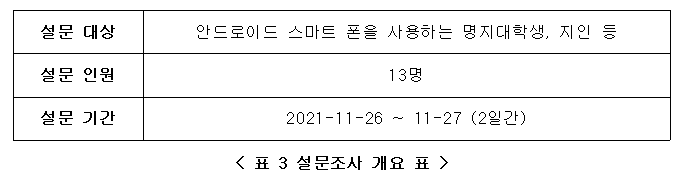 설문 대상 안드로이드 스마트 폰을 사용하는 명지대학생, 지인 등
설문 인원 13명
설문 기간 2021-11-26 ~ 11-27 (2일간)
< 표 3 설문조사 개요 표 >